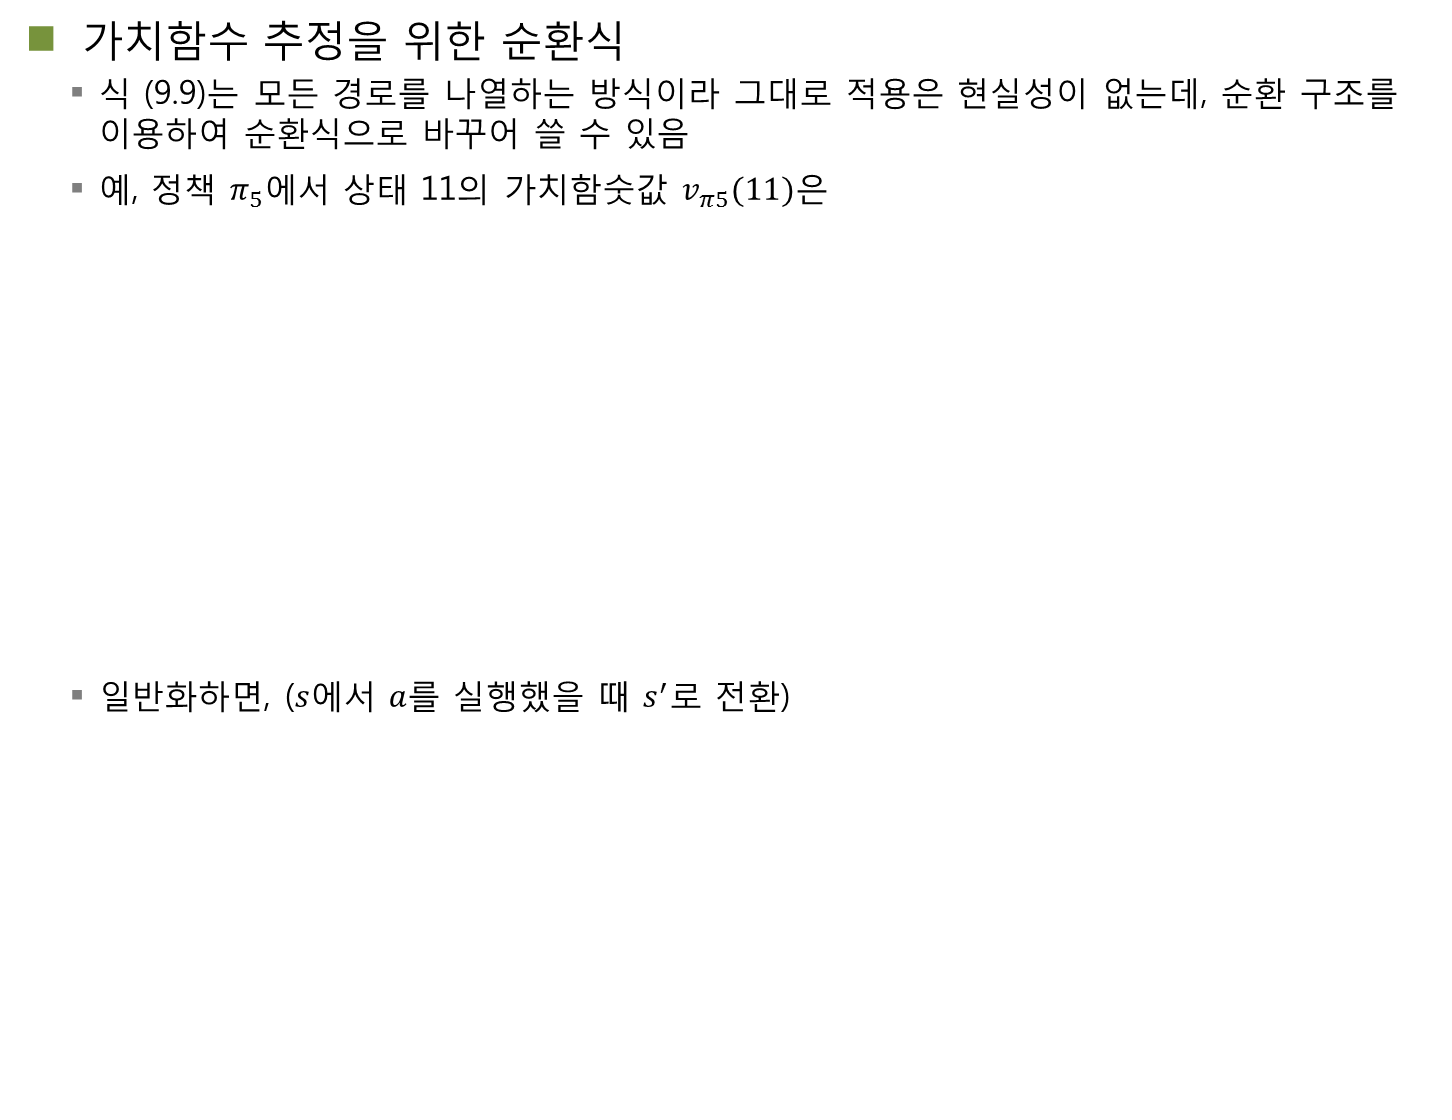 가치함수 추정을 위한 순환식
식 (9.9)는 모든 경로를 나열하는 방식이라 그대로 적용은 현실성이 없는데, 순환 구조를
이용하여 순환식으로 바꾸어 쓸 수 있음
예, 정책 𝜋₅에서 상태 11의 가치함숫값 𝑣_{𝜋₅}(11)은
일반화하면, (𝑠에서 𝑎를 실행했을 때 𝑠′로 전환)